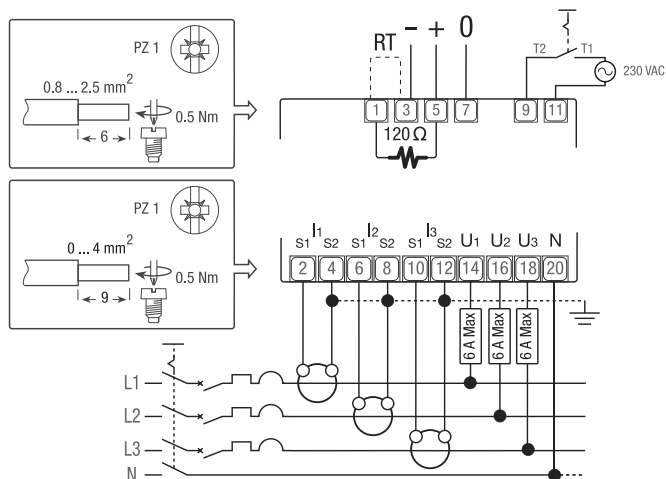 PZ 1
0.8 ... 2.5 mm²
0.5 Nm
6
RT - + 0
T2 T1
230 VAC
1 3 5 7 9 11
120 Ω
PZ 1
0 ... 4 mm²
0.5 Nm
9
I1 I2 I3
S1 S2 S1 S2 S1 S2 U1 U2 U3 N
2 4 6 8 10 12 14 16 18 20
6 A Max 6 A Max 6 A Max
L1
L2
L3
N